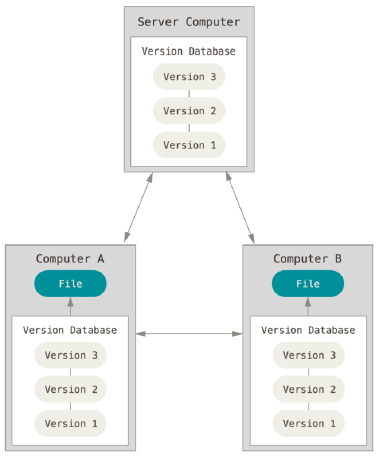 Server Computer
Version Database
Version 3
Version 2
Version 1
Computer A
File
Version Database
Version 3
Version 2
Version 1
Computer B
File
Version Database
Version 3
Version 2
Version 1